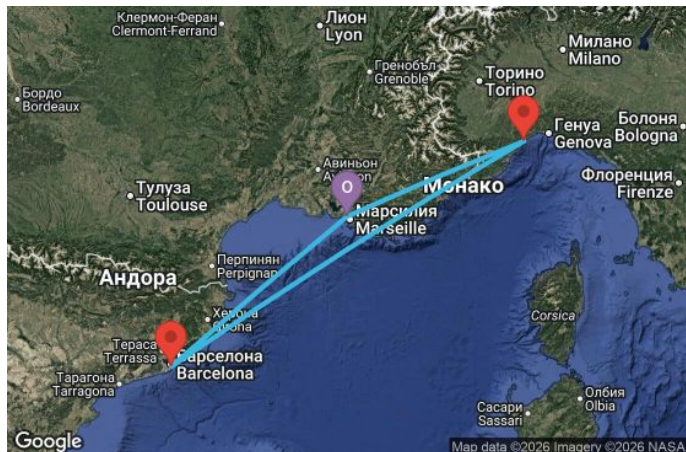 Клермон-Феран
Clermont-Ferrand
Лион
Lyon
Милано
Milano
Гренобъл
Grenoble
Торино
Torino
Бордо
Bordeaux
Генуа
Genova
Болоня
Bologna
Авиньон
Монако
Флоренция
Firenze
Тулуза
Toulouse
O
Марсилия
Marseille
Перпинян
Perpignan
Андора
Corsica
Тераса
Terrassa
Барселона
Barcelona
Тарагона
Tarragona
Олбия
Olbia
Сасари
Sassari
Google
Map data ©2026 Imagery ©2026 NASA